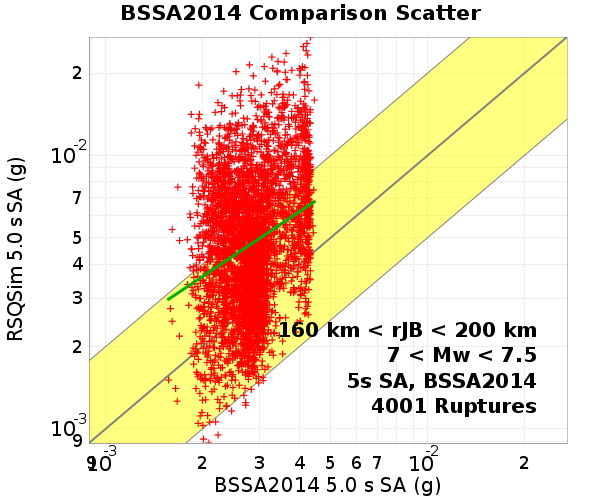 BSSA2014 Comparison Scatter
RSQSim 5.0 s SA (g)
2
10-2
7
5
4
3
2
10-3
9
160 km < rJB < 200 km
7 < Mw < 7.5
5s SA, BSSA2014
4001 Ruptures
9 10-3 2 3 4 5 6 7 10-2 2
BSSA2014 5.0 s SA (g)